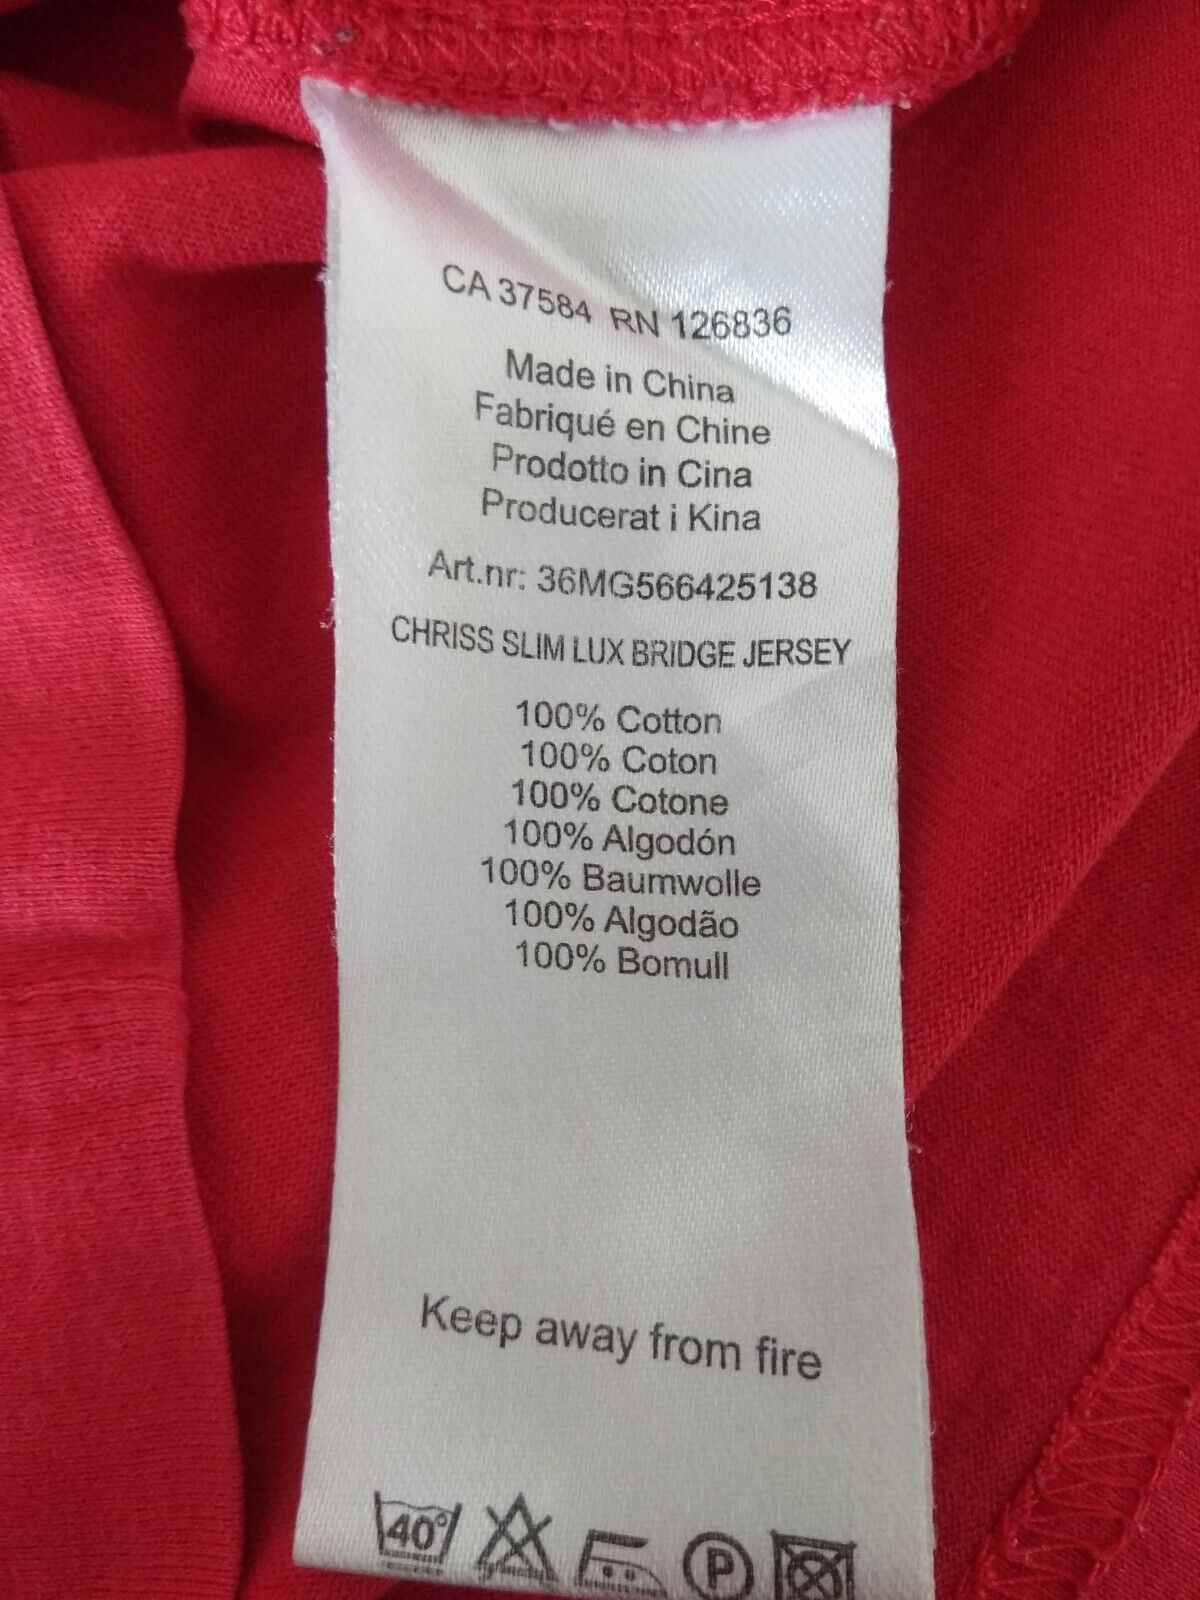 CA 37584 RN 126836
Made in China
Fabriqué en Chine
Prodotto in Cina
Producerat i Kina
Art.nr: 36MG566425138
CHRISS SLIM LUX BRIDGE JERSEY
100% Cotton
100% Coton
100% Cotone
100% Algodón
100% Baumwolle
100% Algodão
100% Bomull
Keep away from fire
40° P